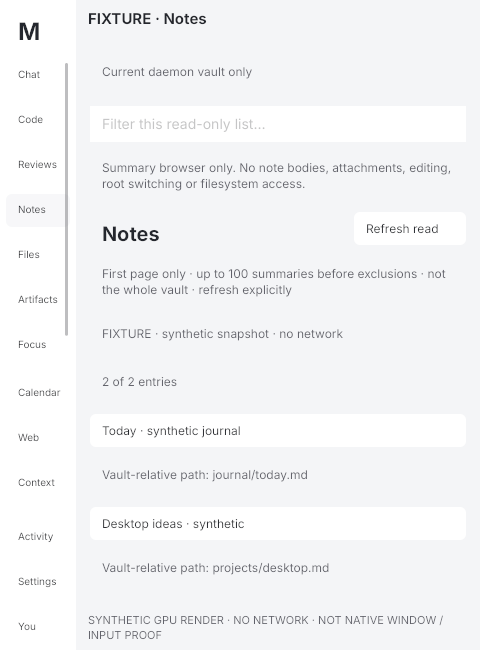 M
Chat
Code
Reviews
Notes
Files
Artifacts
Focus
Calendar
Web
Context
Activity
Settings
You
FIXTURE · Notes
Current daemon vault only
Filter this read-only list...
Summary browser only. No note bodies, attachments, editing,
root switching or filesystem access.
Notes
Refresh read
First page only · up to 100 summaries before exclusions · not
the whole vault · refresh explicitly
FIXTURE · synthetic snapshot · no network
2 of 2 entries
Today · synthetic journal
Vault-relative path: journal/today.md
Desktop ideas · synthetic
Vault-relative path: projects/desktop.md
SYNTHETIC GPU RENDER · NO NETWORK · NOT NATIVE WINDOW /
INPUT PROOF